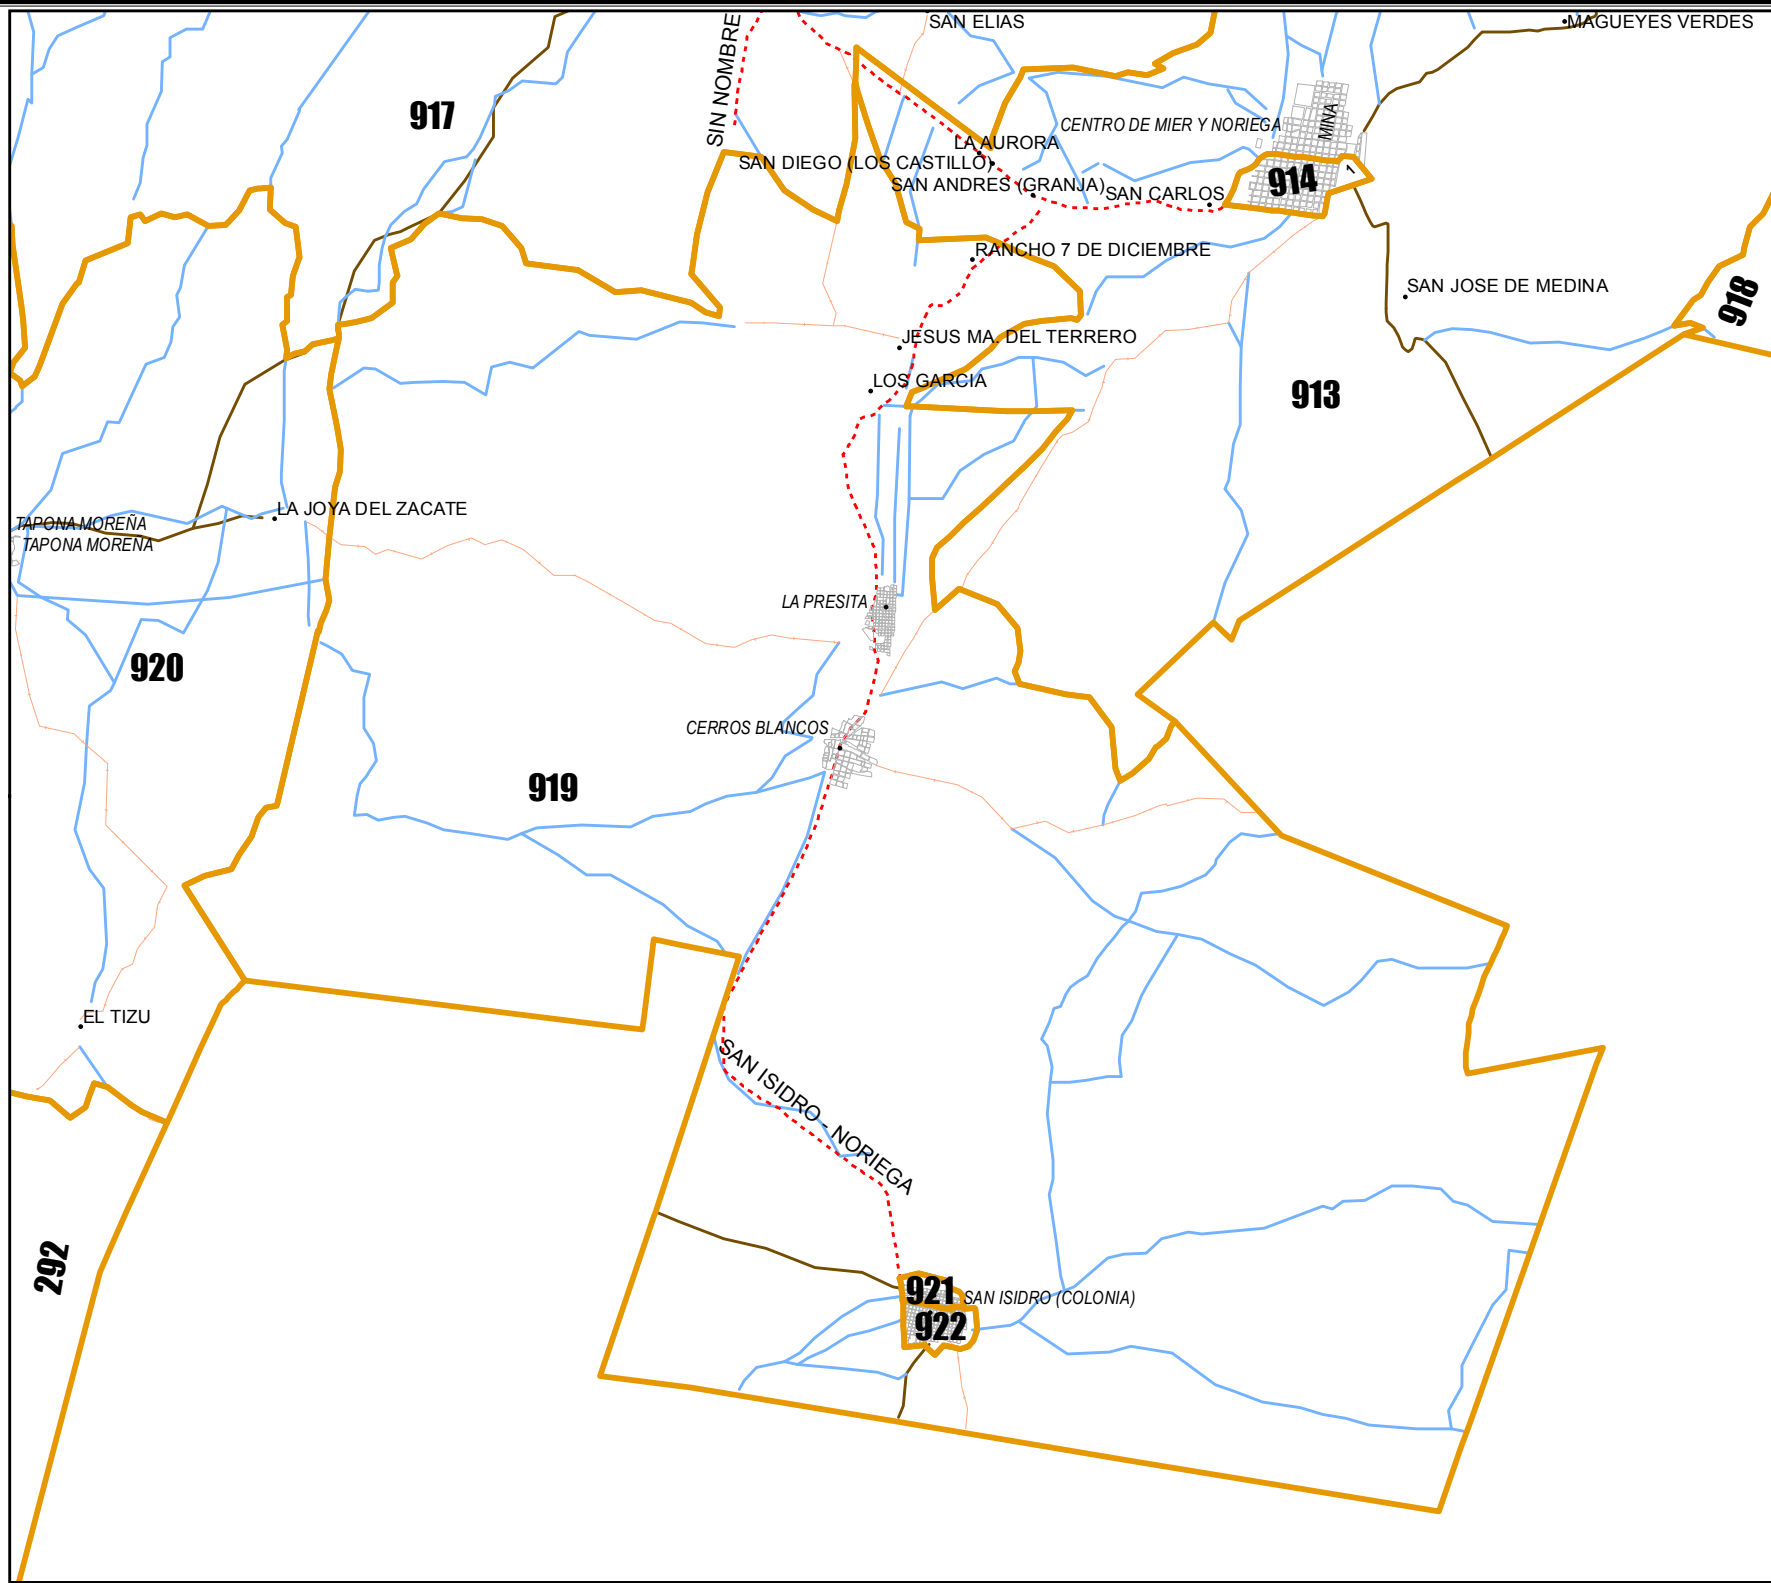 SAN ELIAS
MAGUEYES VERDES
SIN NOMBRE
917
MINA
CENTRO DE MIER Y NORIEGA
LA AURORA
SAN DIEGO (LOS CASTILLO)
1
914
SAN ANDRES (GRANJA)
SAN CARLOS
RANCHO 7 DE DICIEMBRE
SAN JOSE DE MEDINA
918
JESUS MA. DEL TERRERO
LOS GARCIA
913
LA JOYA DEL ZACATE
TAPONA MOREÑA
TAPONA MOREÑA
LA PRESITA
920
CERROS BLANCOS
919
EL TIZU
SAN ISIDRO - NORIEGA
292
921
SAN ISIDRO (COLONIA)
922